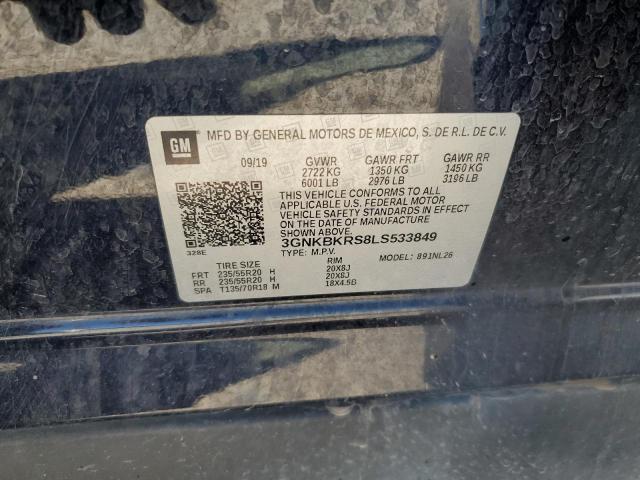 GM
MFD BY GENERAL MOTORS DE MEXICO, S. DE R.L. DE C.V.
09/19 GVWR GAWR FRT GAWR RR
2722 KG 1350 KG 1450 KG
6001 LB 2976 LB 3196 LB
THIS VEHICLE CONFORMS TO ALL
APPLICABLE U.S. FEDERAL MOTOR
VEHICLE SAFETY STANDARDS IN EFFECT
ON THE DATE OF MANUFACTURE
SHOWN ABOVE.
3GNKBKRS8LS533849
328E TYPE: M.P.V. MODEL: 891NL26
TIRE SIZE RIM
FRT 235/55R20 H 20X8J
RR 235/55R20 H 20X8J
SPA T135/70R18 M 18X4.5B